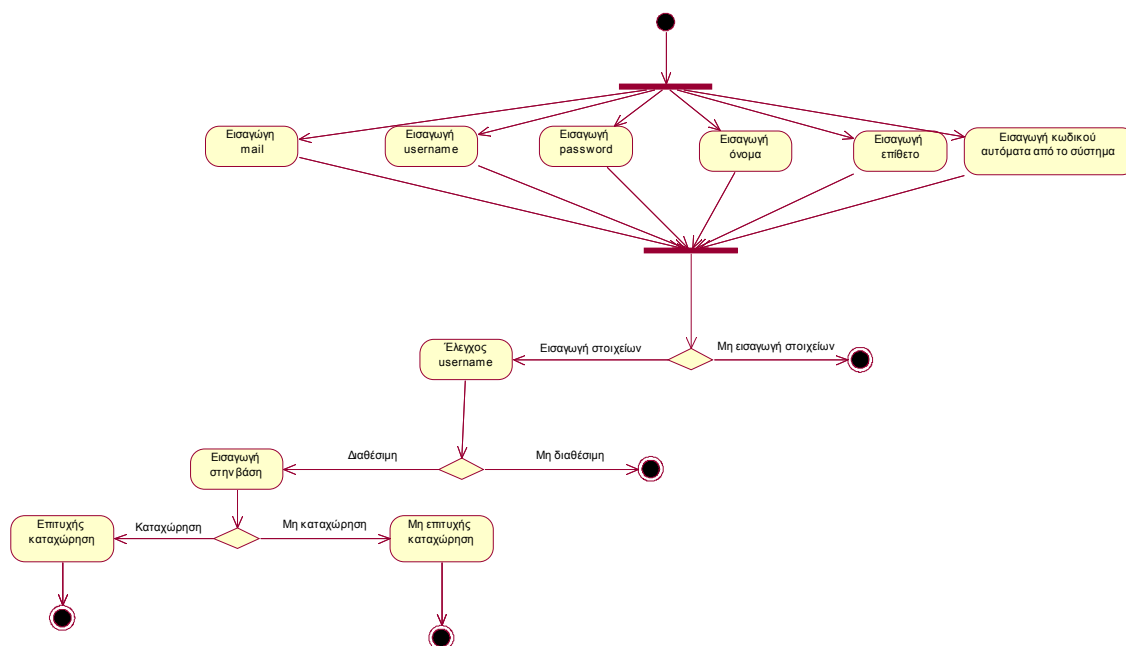 Εισαγώγη
mail
Εισαγωγή
username
Εισαγωγή
password
Εισαγωγή
όνομα
Εισαγωγή
επίθετο
Εισαγωγή κωδικού
αυτόματα από το σύστημα
Έλεγχος
username
Εισαγωγή στοιχείων
Μη εισαγωγή στοιχείων
Εισαγωγή
στην βάση
Διαθέσιμη
Μη διαθέσιμη
Επιτυχής
καταχώρηση
Καταχώρηση
Μη καταχώρηση
Μη επιτυχής
καταχώρηση